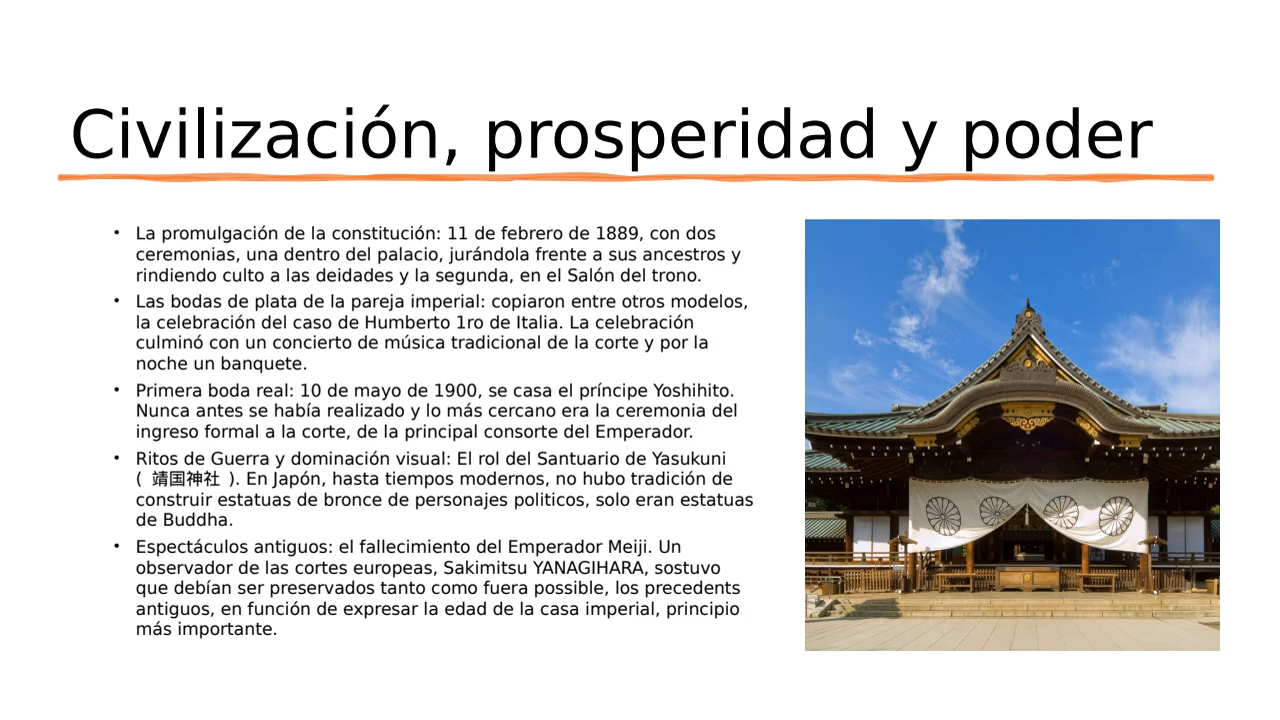 Civilización, prosperidad y poder
• La promulgación de la constitución: 11 de febrero de 1889, con dos
ceremonias, una dentro del palacio, jurándola frente a sus ancestros y
rindiendo culto a las deidades y la segunda, en el Salón del trono.
• Las bodas de plata de la pareja imperial: copiaron entre otros modelos,
la celebración del caso de Humberto 1ro de Italia. La celebración
culminó con un concierto de música tradicional de la corte y por la
noche un banquete.
• Primera boda real: 10 de mayo de 1900, se casa el príncipe Yoshihito.
Nunca antes se había realizado y lo más cercano era la ceremonia del
ingreso formal a la corte, de la principal consorte del Emperador.
• Ritos de Guerra y dominación visual: El rol del Santuario de Yasukuni
( 靖国神社 ). En Japón, hasta tiempos modernos, no hubo tradición de
construir estatuas de bronce de personajes politicos, solo eran estatuas
de Buddha.
• Espectáculos antiguos: el fallecimiento del Emperador Meiji. Un
observador de las cortes europeas, Sakimitsu YANAGIHARA, sostuvo
que debían ser preservados tanto como fuera possible, los precedents
antiguos, en función de expresar la edad de la casa imperial, principio
más importante.